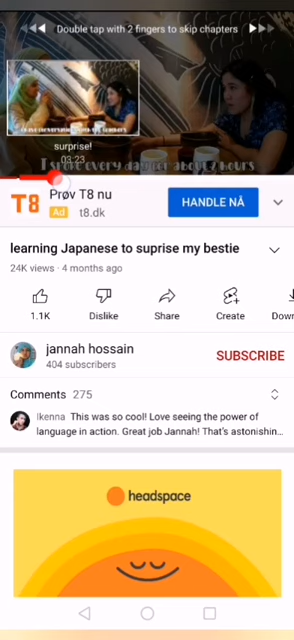 Double tap with 2 fingers to skip chapters
surprise!
03:23
I spoke every day for about 7 hours
T8
Prøv T8 nu
Ad t8.dk
HANDLE NÅ
learning Japanese to suprise my bestie
24K views · 4 months ago
1.1K
Dislike
Share
Create
Down
jannah hossain
404 subscribers
SUBSCRIBE
Comments 275
Ikenna This was so cool! Love seeing the power of
language in action. Great job Jannah! That's astonishin...
headspace